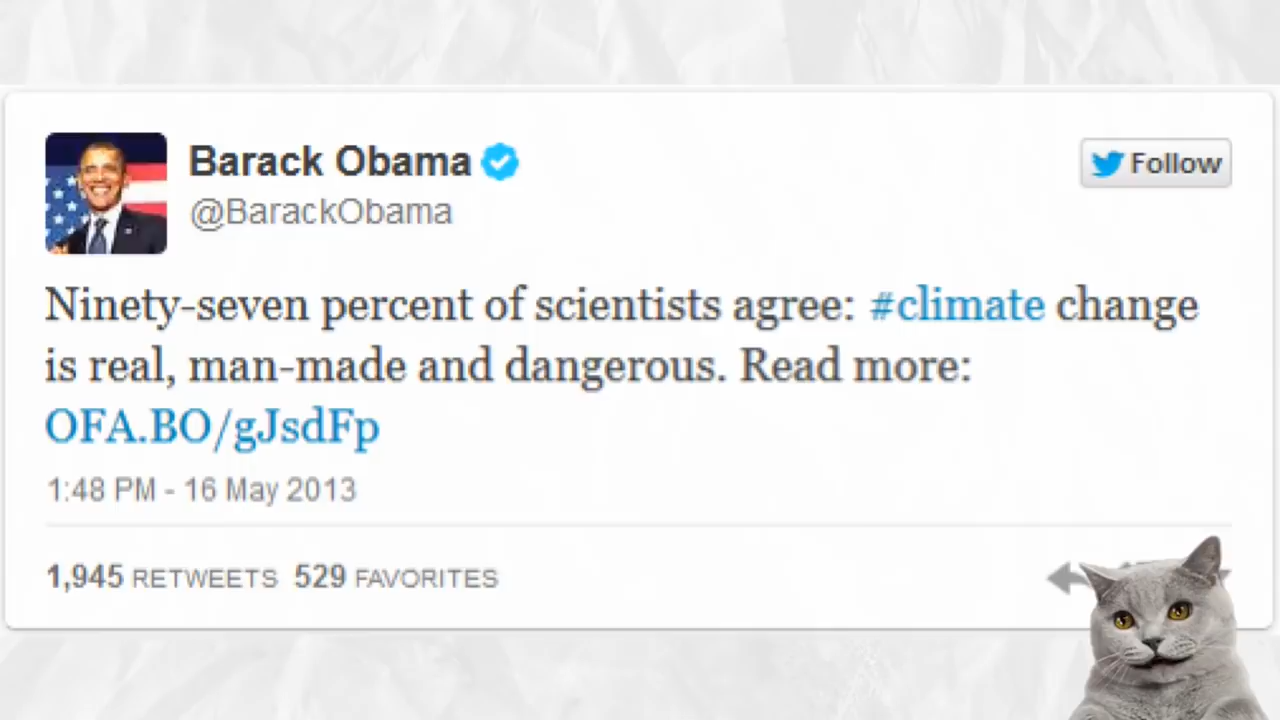 Barack Obama
@BarackObama
Follow
Ninety-seven percent of scientists agree: #climate change
is real, man-made and dangerous. Read more:
OFA.BO/gJsdFp
1:48 PM - 16 May 2013
1,945 RETWEETS 529 FAVORITES